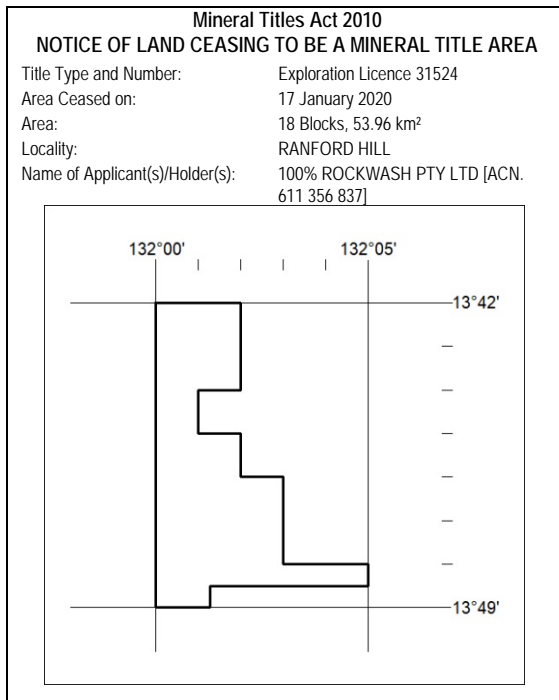 Mineral Titles Act 2010
NOTICE OF LAND CEASING TO BE A MINERAL TITLE AREA
Title Type and Number: Exploration Licence 31524
Area Ceased on: 17 January 2020
Area: 18 Blocks, 53.96 km²
Locality: RANFORD HILL
Name of Applicant(s)/Holder(s): 100% ROCKWASH PTY LTD [ACN.
611 356 837]
132°00' 132°05'
13°42'
13°49'